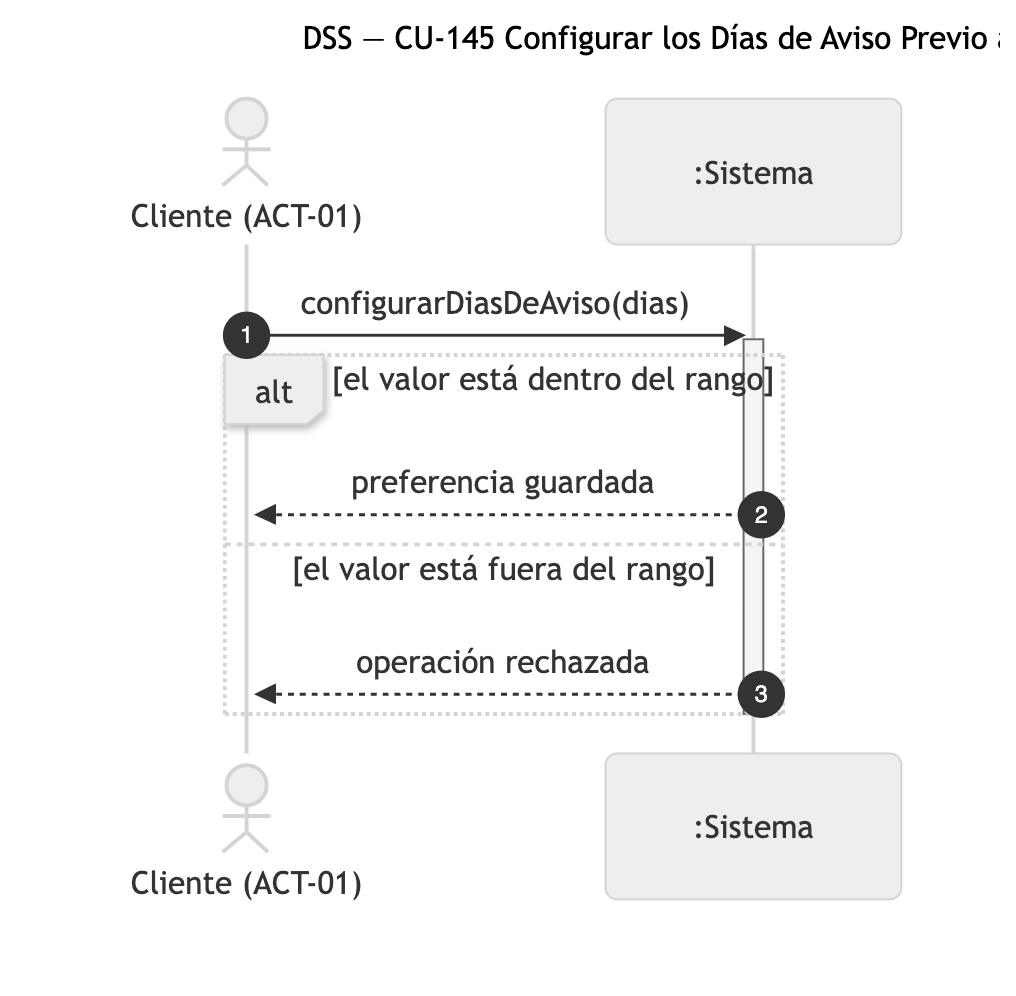 DSS — CU-145 Configurar los Días de Aviso Previo
Cliente (ACT-01)
:Sistema
configurarDiasDeAviso(dias)
1
alt
[el valor está dentro del rango]
preferencia guardada
2
[el valor está fuera del rango]
operación rechazada
3
Cliente (ACT-01)
:Sistema